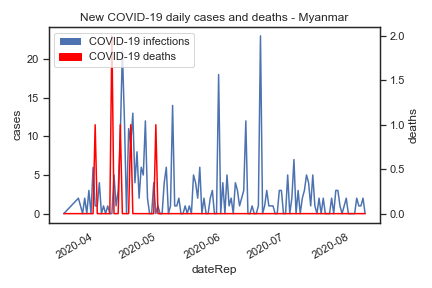 New COVID-19 daily cases and deaths - Myanmar
COVID-19 infections
COVID-19 deaths
cases
20
15
10
5
0
deaths
2.0
1.5
1.0
0.5
0.0
2020-04
2020-05
2020-06
2020-07
2020-08
dateRep